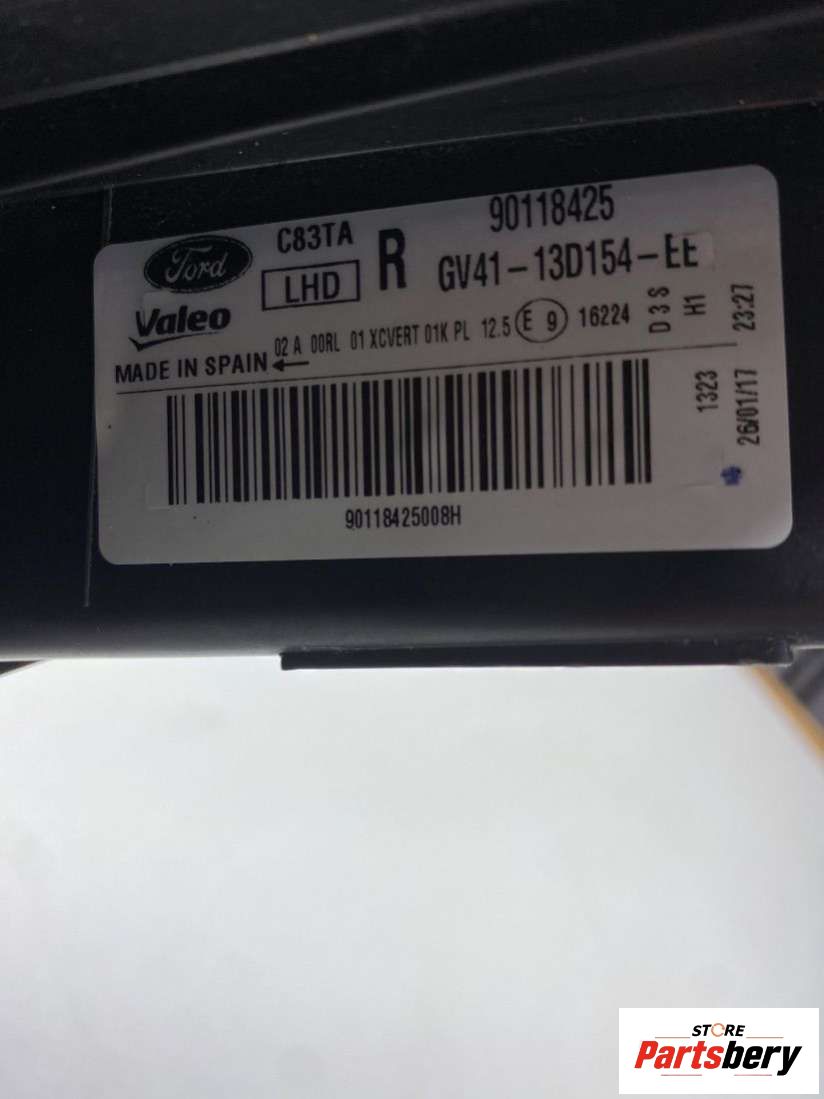 90118425
C83TA
Ford
LHD
R
GV41-13D154-EE
Valeo
02 A 00RL 01 XCVERT 01K PL 12.5 E 9 16224
D3S
H1
23:27
MADE IN SPAIN
1323
26/01/17
90118425008H
STORE
Partsbery